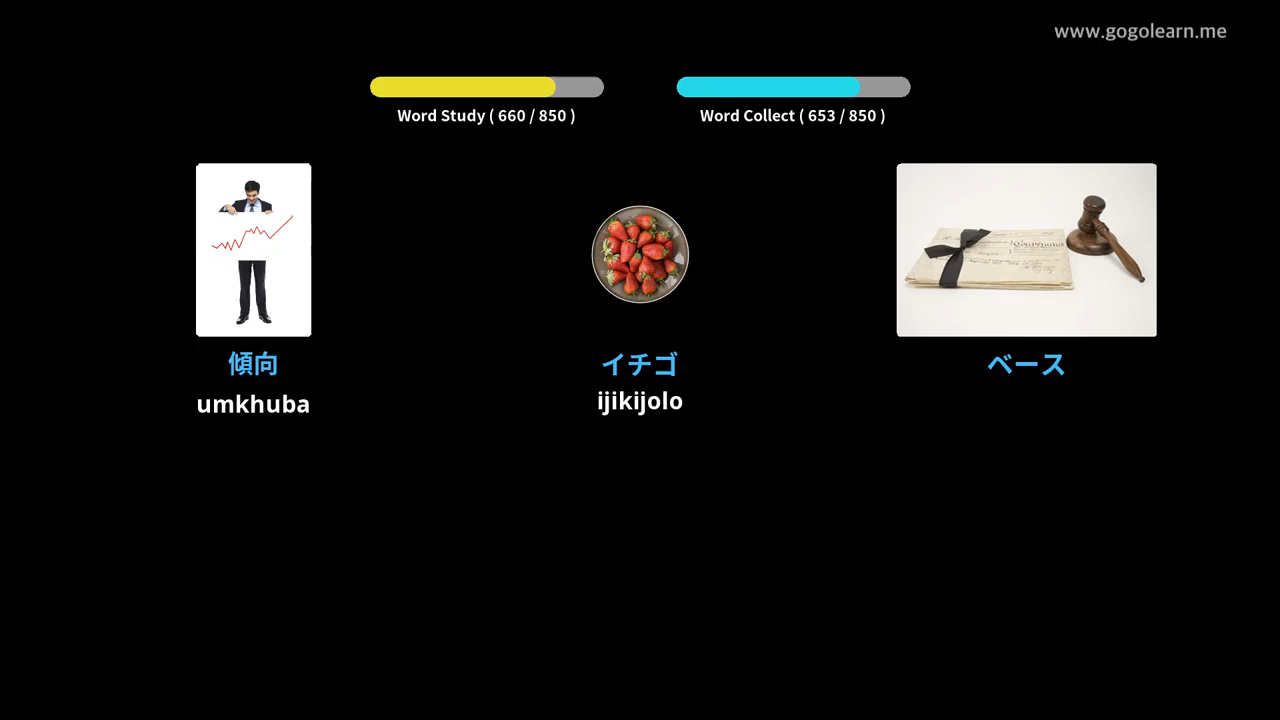 www.gogolearn.me
Word Study ( 660 / 850 )
Word Collect ( 653 / 850 )
傾向
イチゴ
ベース
umkhuba
ijikijolo